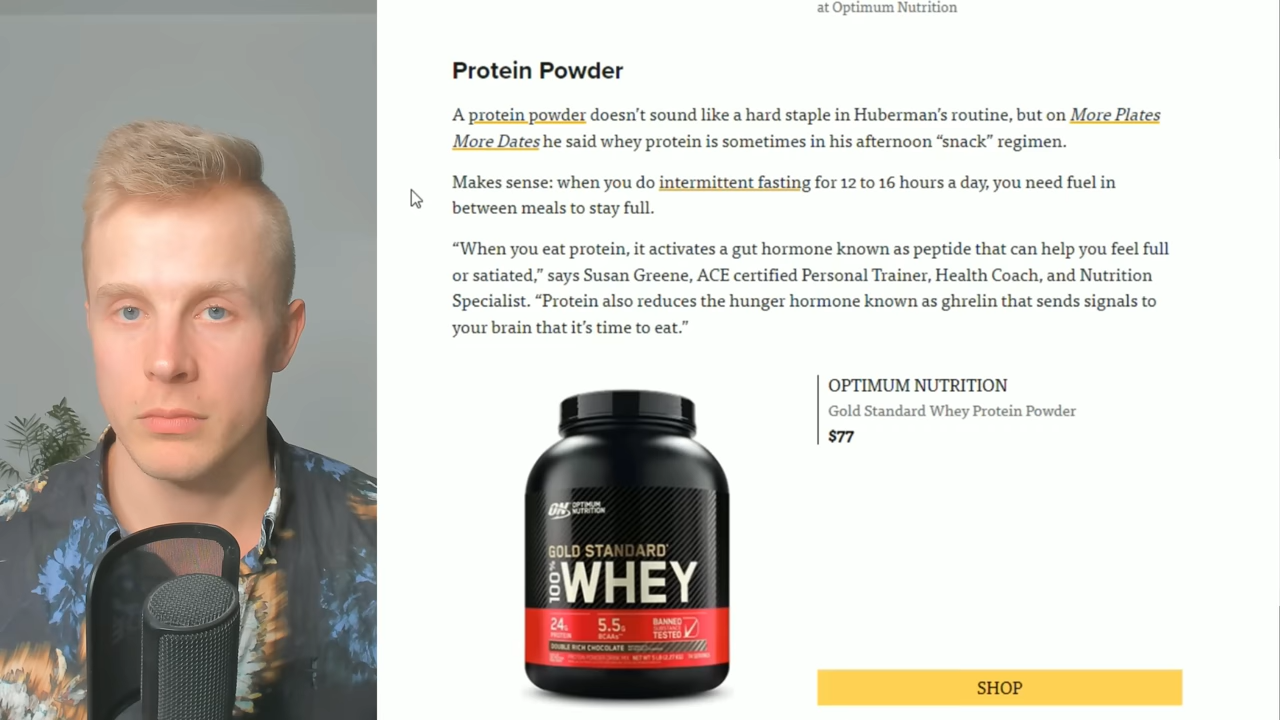 at Optimum Nutrition
Protein Powder
A protein powder doesn’t sound like a hard staple in Huberman’s routine, but on More Plates
More Dates he said whey protein is sometimes in his afternoon “snack” regimen.
Makes sense: when you do intermittent fasting for 12 to 16 hours a day, you need fuel in
between meals to stay full.
“When you eat protein, it activates a gut hormone known as peptide that can help you feel full
or satiated,” says Susan Greene, ACE certified Personal Trainer, Health Coach, and Nutrition
Specialist. “Protein also reduces the hunger hormone known as ghrelin that sends signals to
your brain that it’s time to eat.”
OPTIMUM NUTRITION
Gold Standard Whey Protein Powder
$77
ON OPTIMUM
NUTRITION
GOLD STANDARD
100% WHEY
24g PROTEIN
5.5g BCAAs
BANNED
SUBSTANCE
TESTED
DOUBLE RICH CHOCOLATE
SHOP